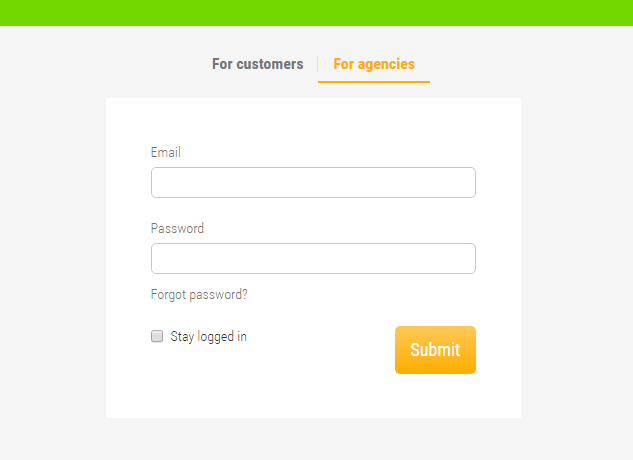 For customers For agencies
Email
Password
Forgot password?
Stay logged in Submit